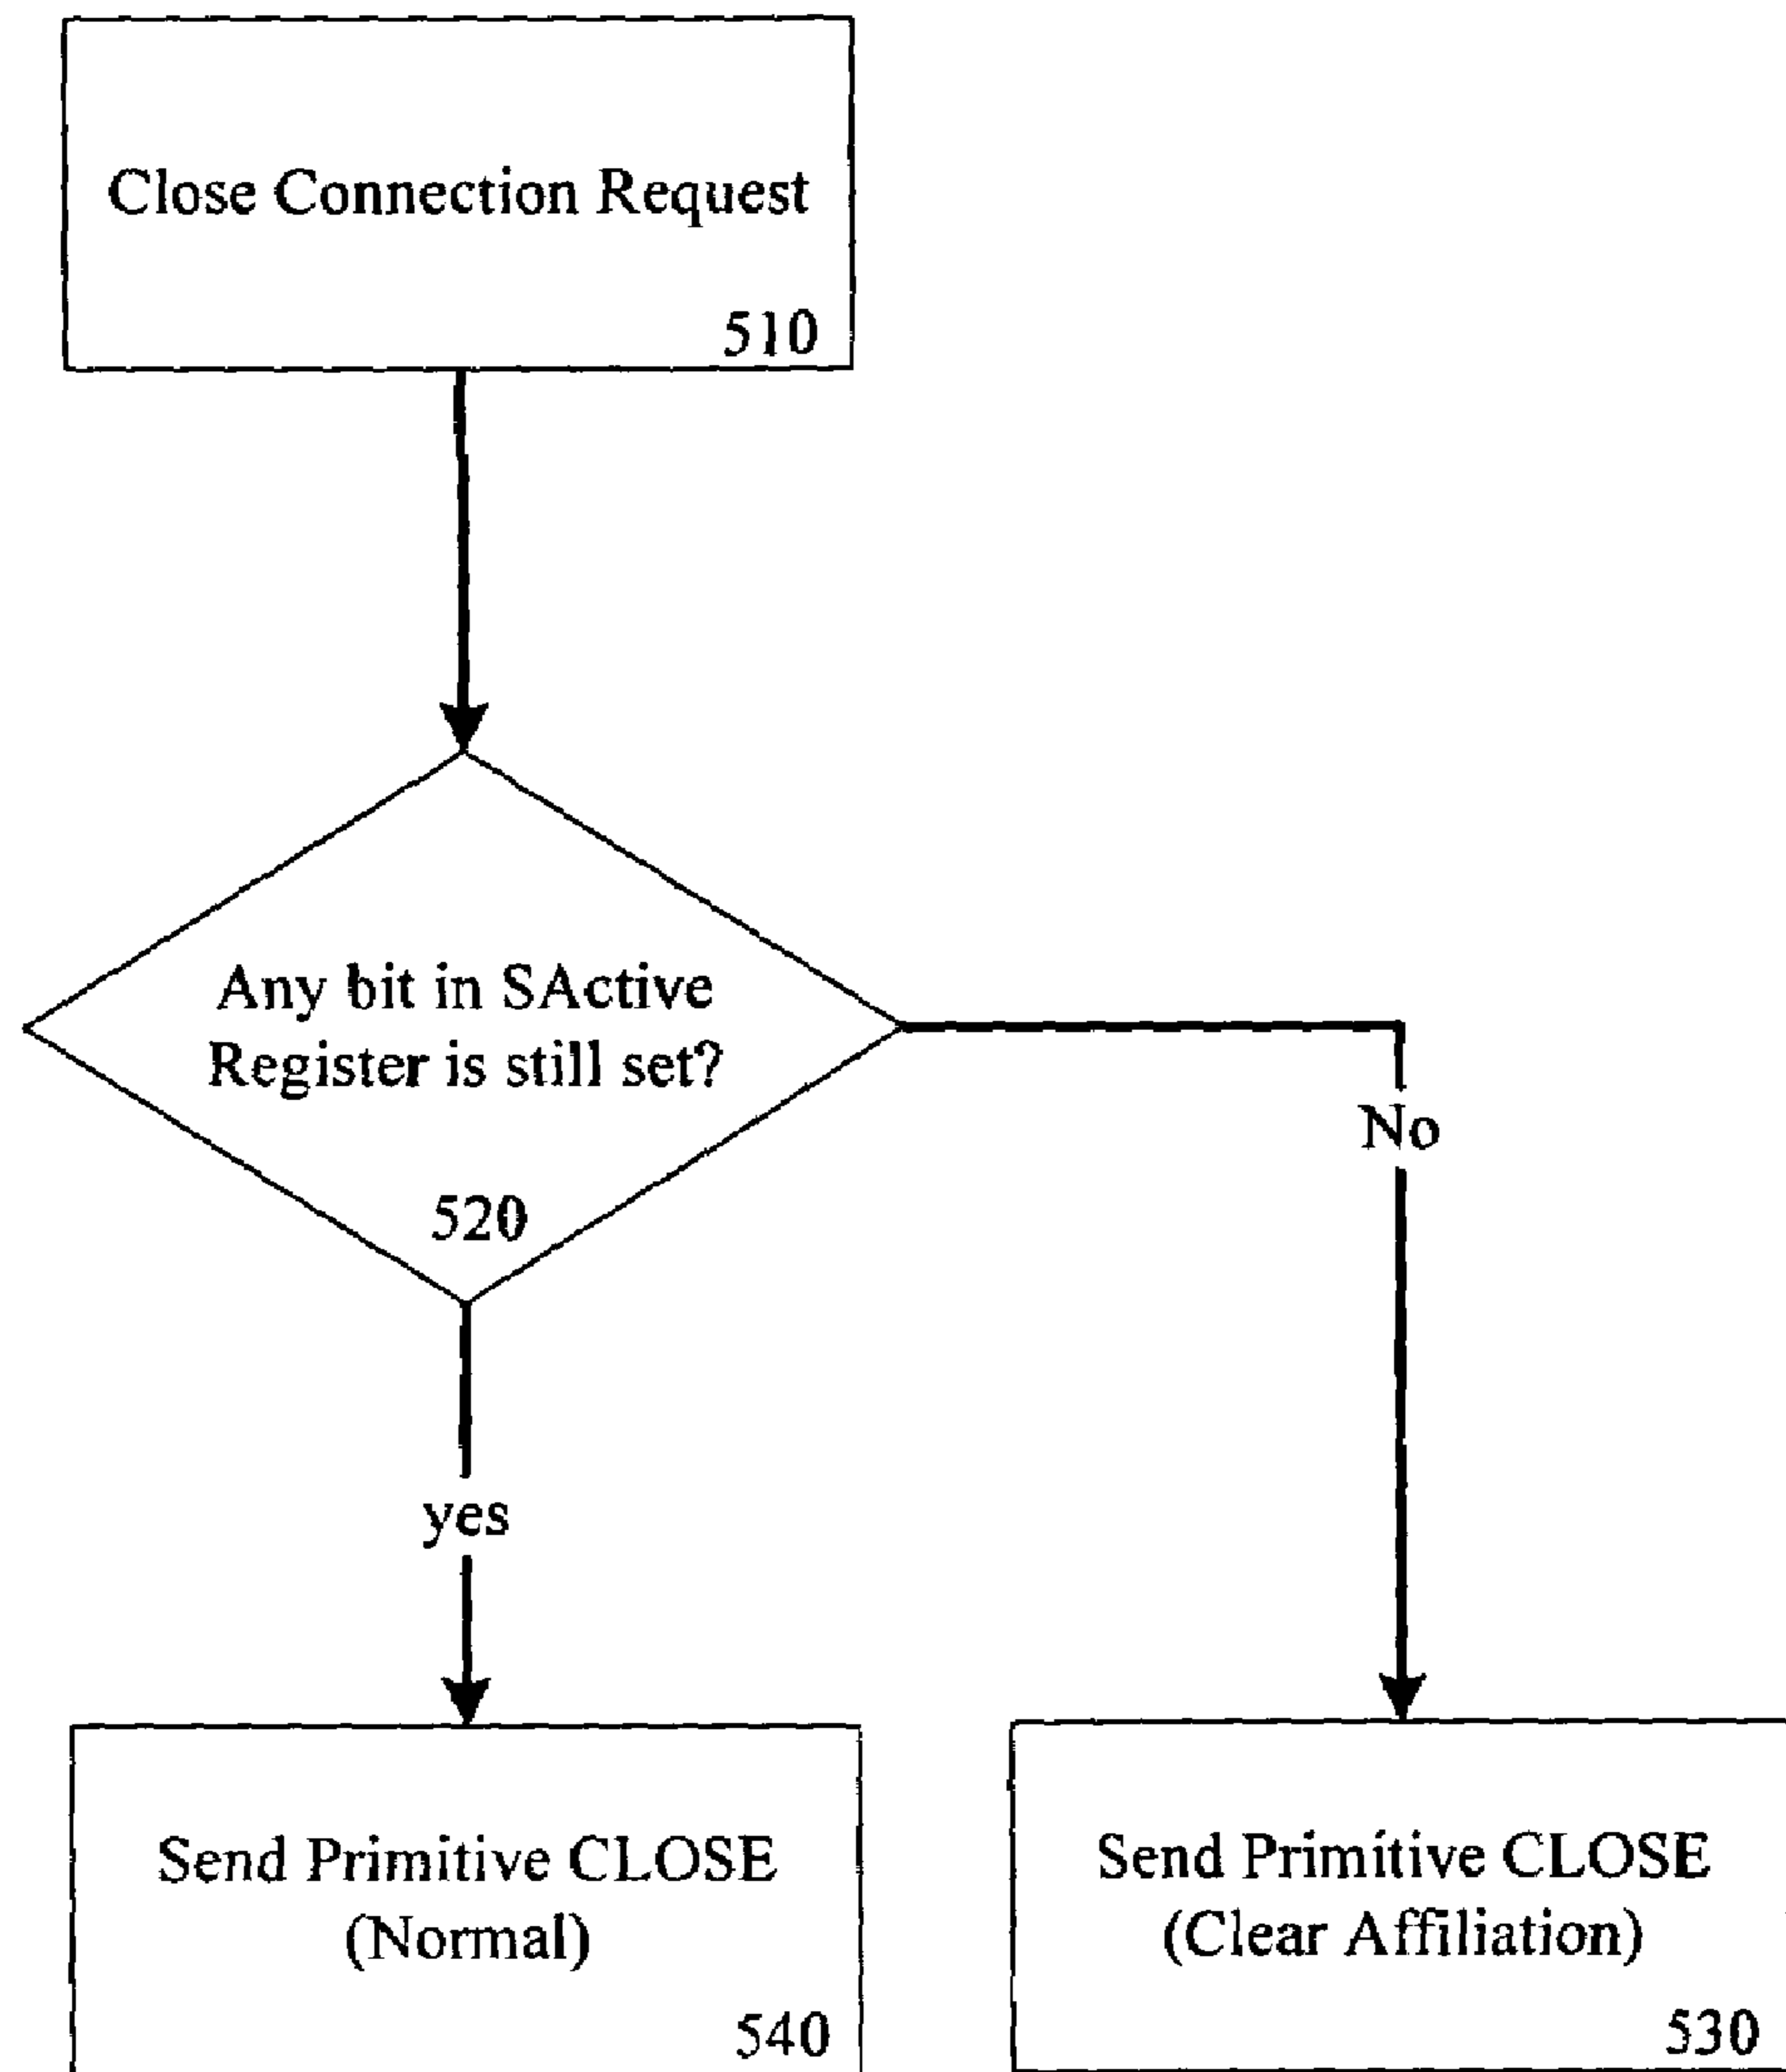 Close Connection Request
510
Any bit in SActive
Register is still set?
520
No
yes
Send Primitive CLOSE
(Normal)
540
Send Primitive CLOSE
(Clear Affiliation)
530